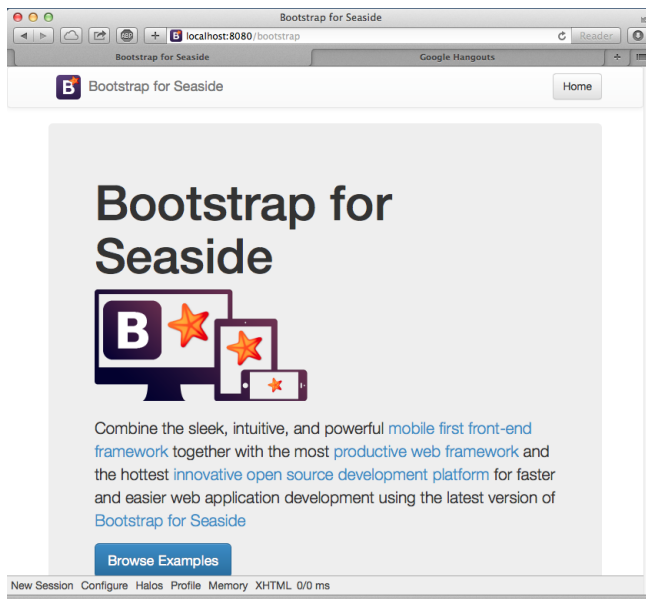 Bootstrap for Seaside
localhost:8080/bootstrap
Reader
Bootstrap for Seaside
Google Hangouts
B Bootstrap for Seaside
Home
Bootstrap for
Seaside
B
Combine the sleek, intuitive, and powerful mobile first front-end
framework together with the most productive web framework and
the hottest innovative open source development platform for faster
and easier web application development using the latest version of
Bootstrap for Seaside
Browse Examples
New Session Configure Halos Profile Memory XHTML 0/0 ms